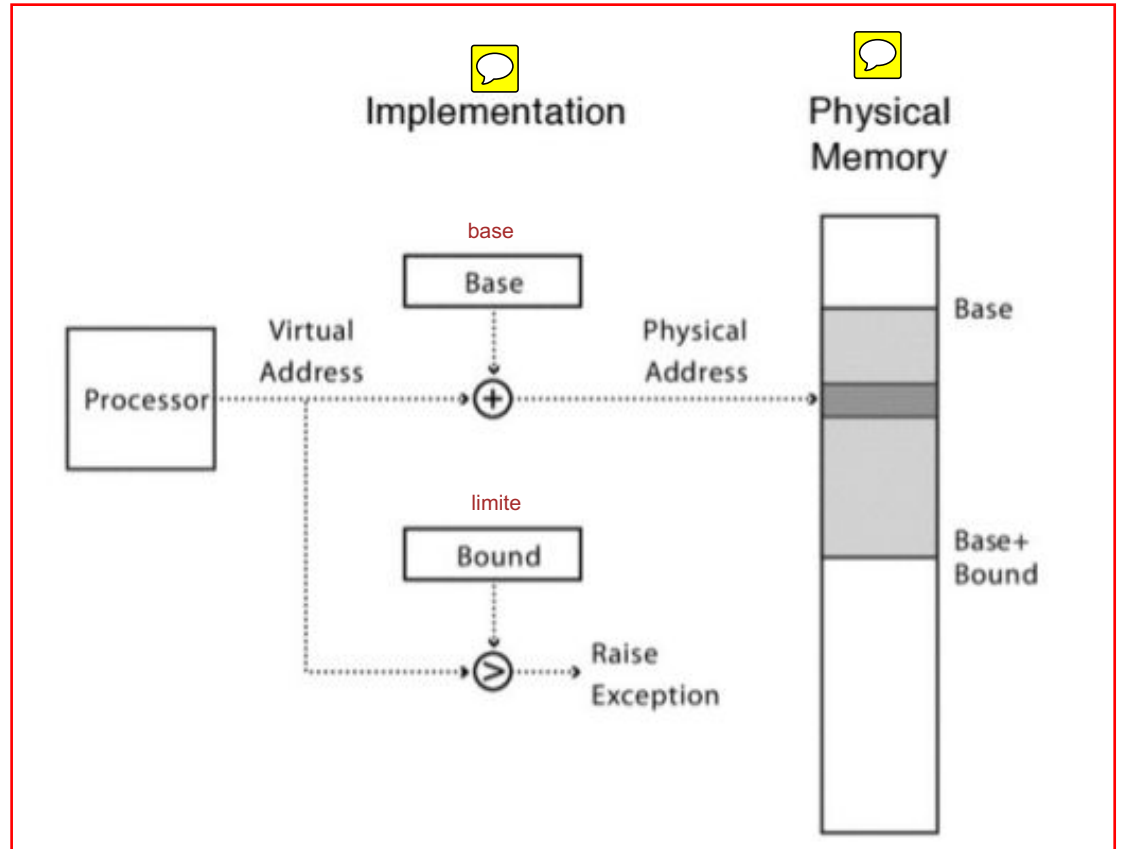 Implementation
Physical
Memory
base
Base
Base
Virtual
Address
Physical
Address
Processor
+
limite
Bound
Base+
Bound
>
Raise
Exception